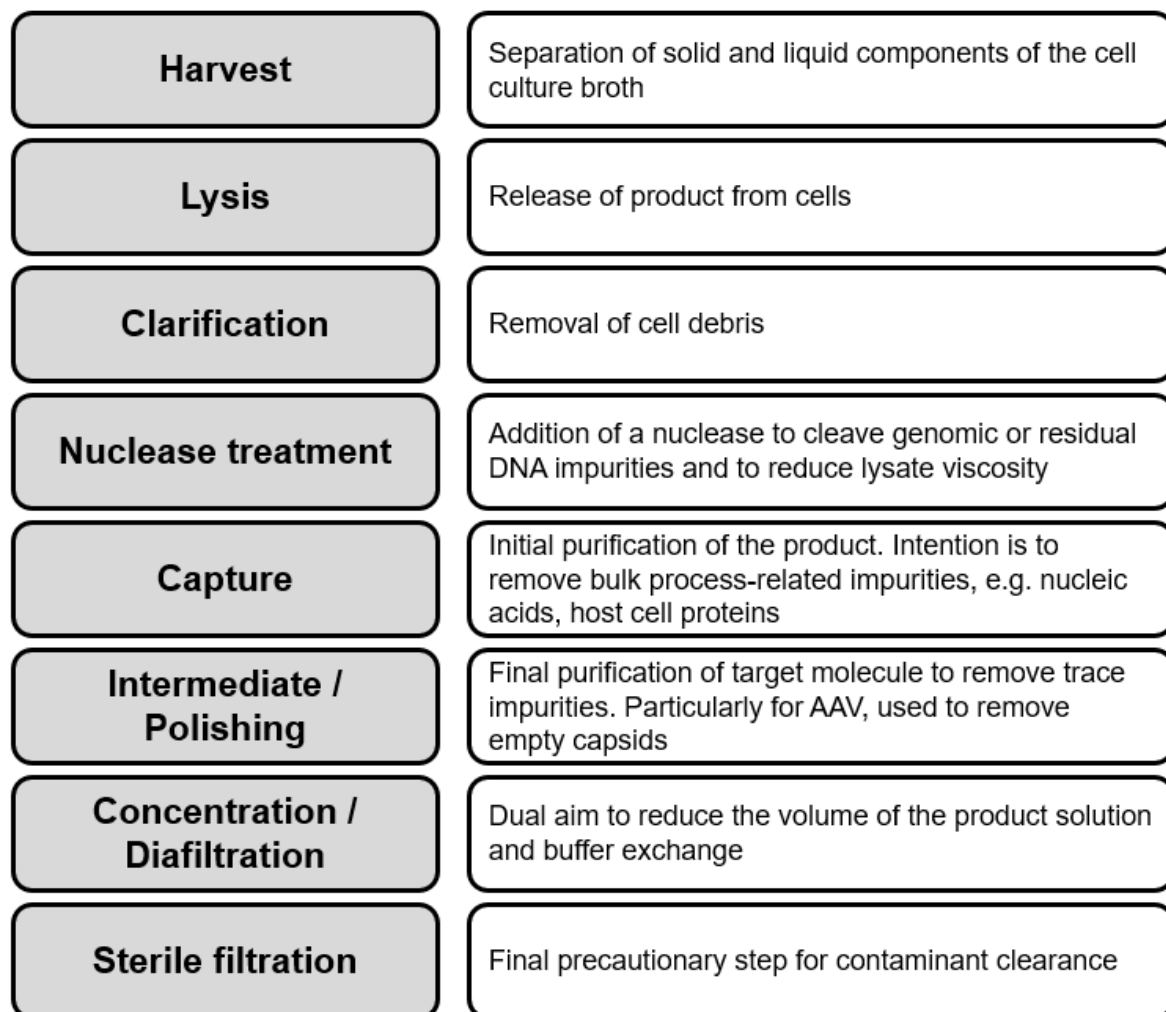 Harvest
Separation of solid and liquid components of the cell
culture broth
Lysis
Release of product from cells
Clarification
Removal of cell debris
Nuclease treatment
Addition of a nuclease to cleave genomic or residual
DNA impurities and to reduce lysate viscosity
Capture
Initial purification of the product. Intention is to
remove bulk process-related impurities, e.g. nucleic
acids, host cell proteins
Intermediate /
Polishing
Final purification of target molecule to remove trace
impurities. Particularly for AAV, used to remove
empty capsids
Concentration /
Diafiltration
Dual aim to reduce the volume of the product solution
and buffer exchange
Sterile filtration
Final precautionary step for contaminant clearance